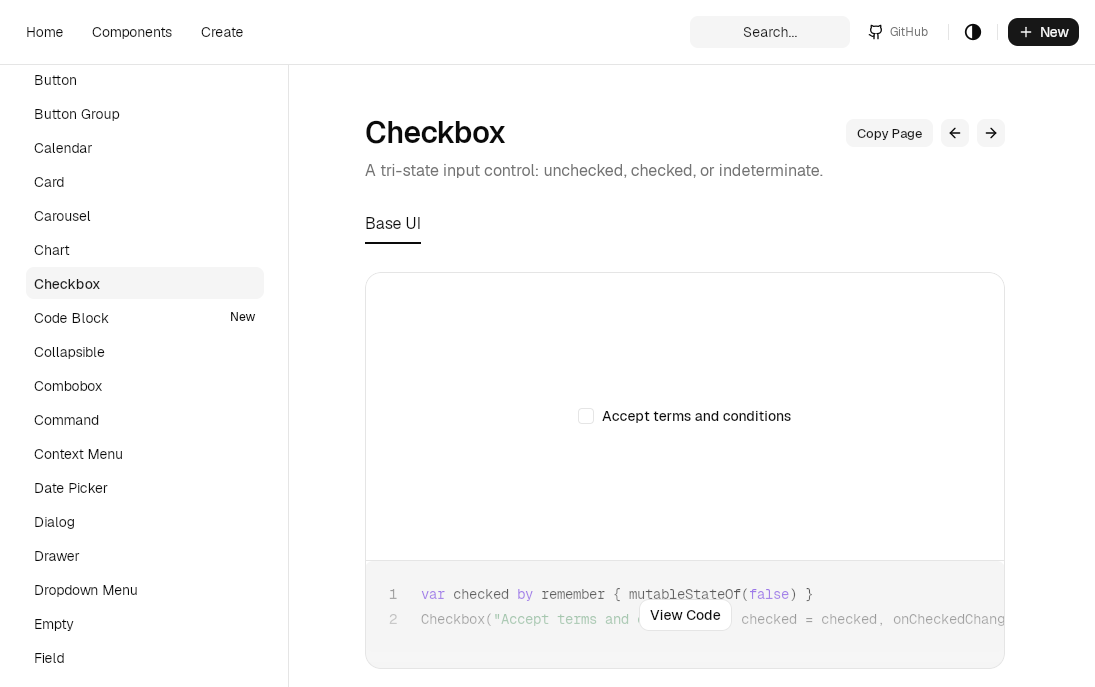 Home Components Create Search... GitHub New
Button
Button Group
Calendar
Card
Carousel
Chart
Checkbox
Code Block New
Collapsible
Combobox
Command
Context Menu
Date Picker
Dialog
Drawer
Dropdown Menu
Empty
Field
Checkbox
Copy Page
A tri-state input control: unchecked, checked, or indeterminate.
Base UI
Accept terms and conditions
1 var checked by remember { mutableStateOf(false) }
2 Checkbox("Accept terms and checked = checked, onCheckedChang
View Code